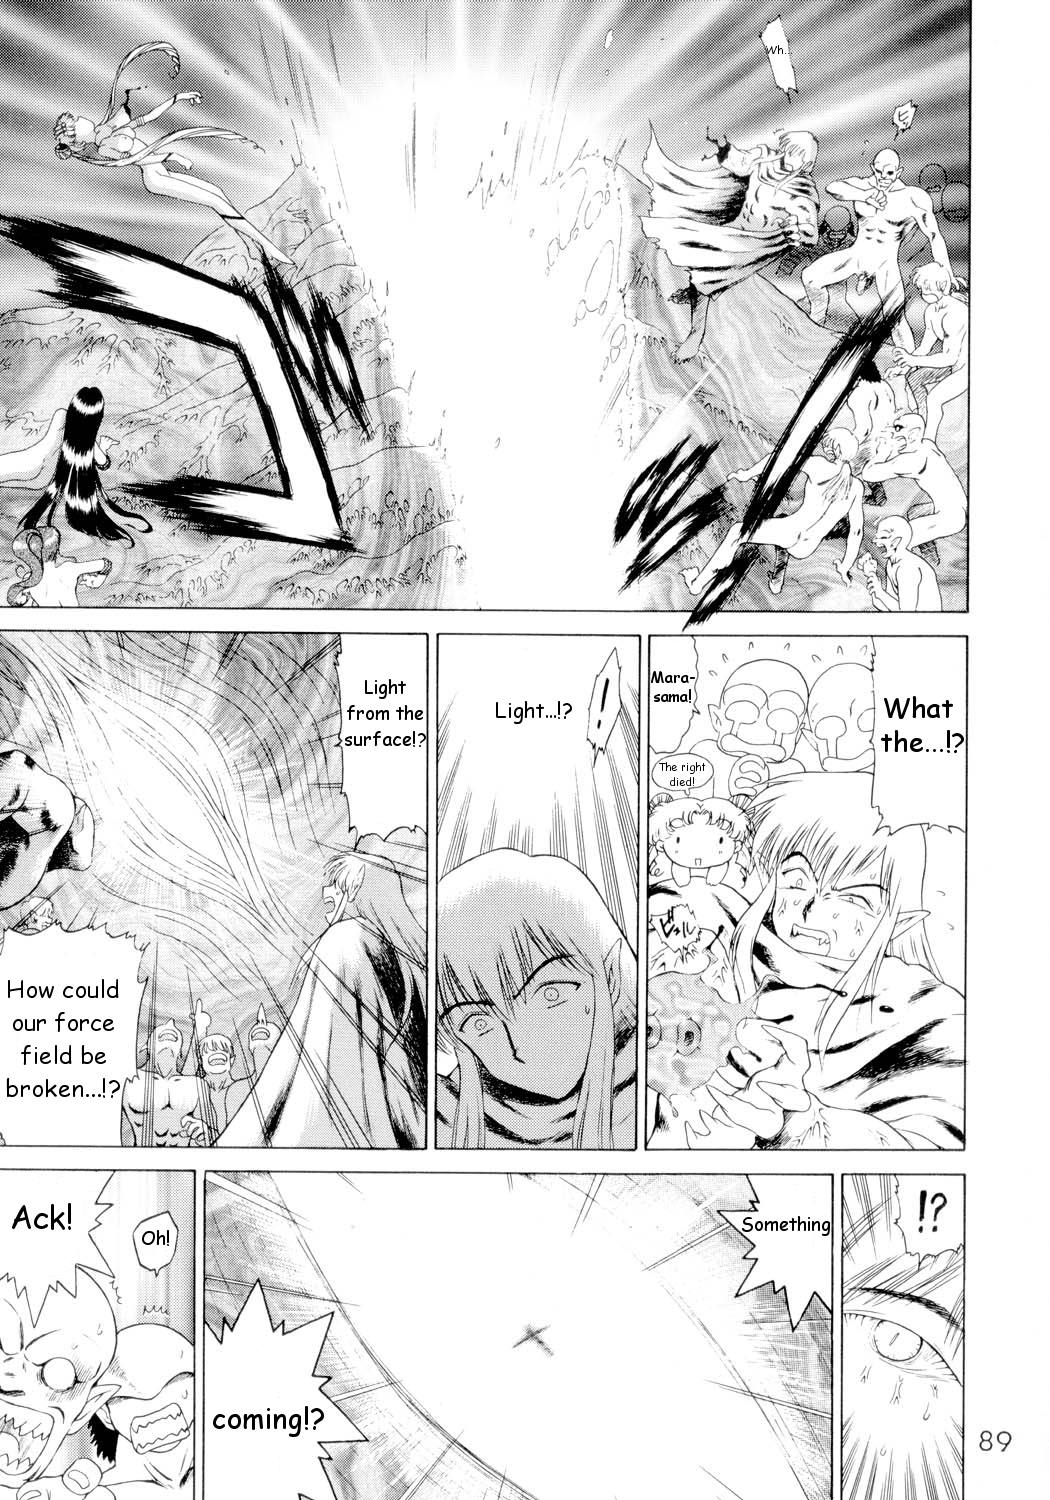 Wh...
ビ
What
the...!?
Mara-
sama!
The right
died!
!
Light...!?
Light
from the
surface!?
How could
our force
field be
broken...!?
!?
Something
coming!?
Oh!
Ack!
89